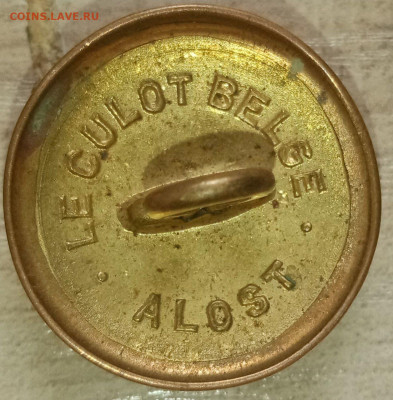 COINS.LAVE.RU
LE CULOT BELGE
· ALOST ·